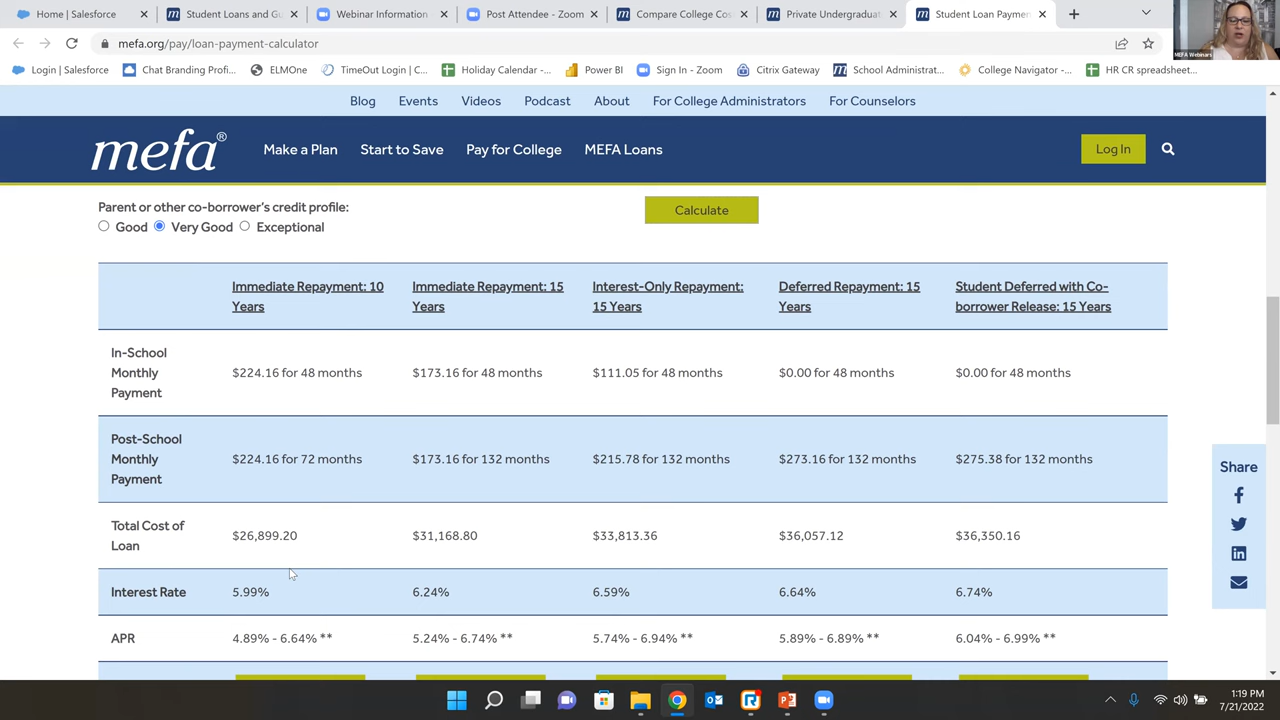 Home | Salesforce
Student Loans and Gu
Webinar Information
Post Attendee - Zoom
Compare College Cos
Private Undergraduat
Student Loan Paymen
mefa.org/pay/loan-payment-calculator
MEFA Webinars
Login | Salesforce
Chat Branding Profi...
ELMOne
TimeOut Login | C...
Holiday Calendar -...
Power BI
Sign In - Zoom
Citrix Gateway
School Administrat...
College Navigator -...
HR CR spreadsheet...
Blog Events Videos Podcast About For College Administrators For Counselors
mefa® Make a Plan Start to Save Pay for College MEFA Loans Log In
Parent or other co-borrower's credit profile:
Good Very Good Exceptional
Calculate
Immediate Repayment: 10 Years
Immediate Repayment: 15 Years
Interest-Only Repayment: 15 Years
Deferred Repayment: 15 Years
Student Deferred with Co-borrower Release: 15 Years
In-School Monthly Payment
$224.16 for 48 months
$173.16 for 48 months
$111.05 for 48 months
$0.00 for 48 months
$0.00 for 48 months
Post-School Monthly Payment
$224.16 for 72 months
$173.16 for 132 months
$215.78 for 132 months
$273.16 for 132 months
$275.38 for 132 months
Total Cost of Loan
$26,899.20
$31,168.80
$33,813.36
$36,057.12
$36,350.16
Interest Rate
5.99%
6.24%
6.59%
6.64%
6.74%
APR
4.89% - 6.64% **
5.24% - 6.74% **
5.74% - 6.94% **
5.89% - 6.89% **
6.04% - 6.99% **
Share
1:19 PM
7/21/2022